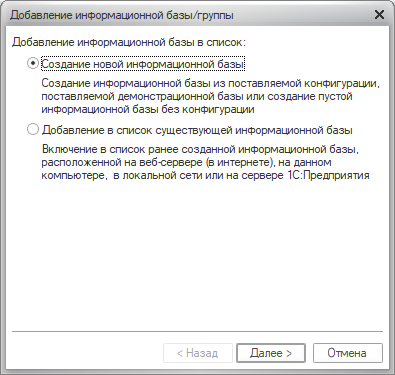 Добавление информационной базы/группы
Добавление информационной базы в список:
Создание новой информационной базы
Создание информационной базы из поставляемой конфигурации,
поставляемой демонстрационной базы или создание пустой
информационной базы без конфигурации
Добавление в список существующей информационной базы
Включение в список ранее созданной информационной базы,
расположенной на веб-сервере (в интернете), на данном
компьютере, в локальной сети или на сервере 1С:Предприятия
< Назад Далее > Отмена